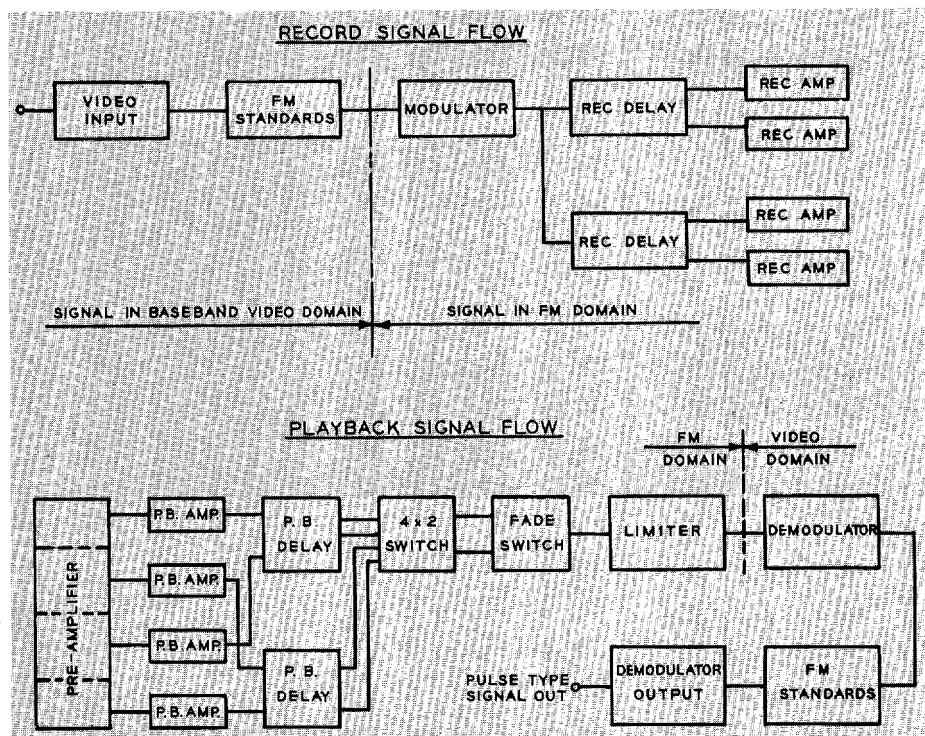 RECORD SIGNAL FLOW
VIDEO
INPUT
FM
STANDARDS
MODULATOR
REC DELAY
REC AMP
REC AMP
REC DELAY
REC AMP
REC AMP
SIGNAL IN BASEBAND VIDEO DOMAIN
SIGNAL IN FM DOMAIN
PLAYBACK SIGNAL FLOW
FM
DOMAIN
VIDEO
DOMAIN
PRE-AMPLIFIER
P.B. AMP.
P.B. AMP.
P.B. AMP.
P.B. AMP.
P. B
DELAY
P. B.
DELAY
4 x 2
SWITCH
FADE
SWITCH
LIMITER
DEMODULATOR
FM
STANDARDS
DEMODULATOR
OUTPUT
PULSE TYPE
SIGNAL OUT